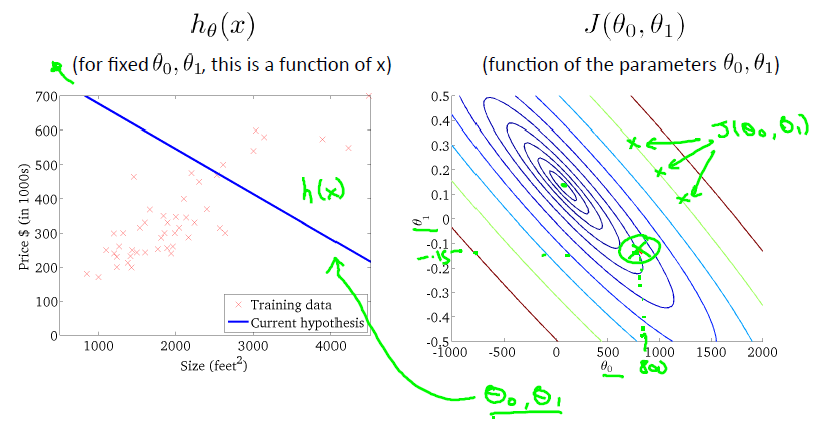 hθ(x)
(for fixed θ0, θ1, this is a function of x)
700
600
500
400
300
200
100
0
Price $ (in 1000s)
h(x)
Training data
Current hypothesis
1000
2000
3000
4000
Size (feet²)
θ0, θ1
J(θ0, θ1)
(function of the parameters θ0, θ1)
0.5
0.4
0.3
0.2
0.1
0
-0.1
-0.2
-0.3
-0.4
-0.5
θ1
-.15
J(θ0, θ1)
-1000
-500
0
500
1000
1500
2000
θ0
800